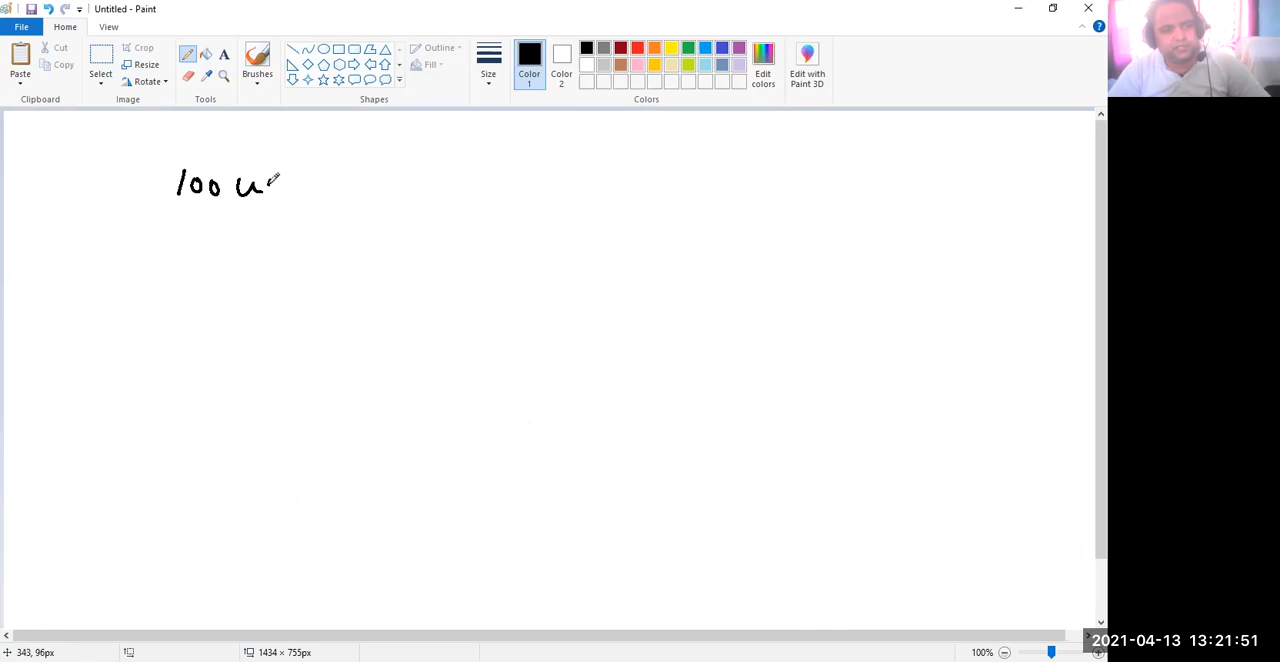 Untitled - Paint
File Home View
Paste
Cut
Copy
Clipboard
Select
Crop
Resize
Rotate
Image
Tools
Brushes
Outline
Fill
Shapes
Size
Color 1
Color 2
Edit colors
Colors
Edit with Paint 3D
100 u
343, 96px
1434 × 755px
100%
2021-04-13 13:21:51